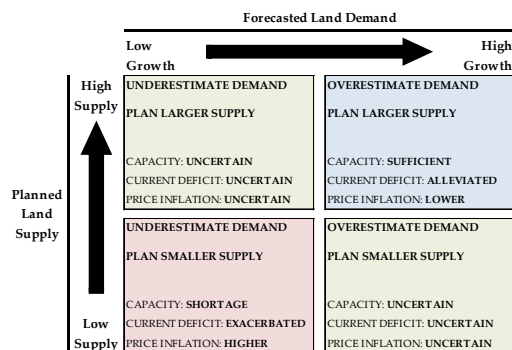 Forecasted Land Demand
Low
Growth
High
Growth
High
Supply
Planned
Land
Supply
Low
Supply
UNDERESTIMATE DEMAND
PLAN LARGER SUPPLY
CAPACITY: UNCERTAIN
CURRENT DEFICIT: UNCERTAIN
PRICE INFLATION: UNCERTAIN
OVERESTIMATE DEMAND
PLAN LARGER SUPPLY
CAPACITY: SUFFICIENT
CURRENT DEFICIT: ALLEVIATED
PRICE INFLATION: LOWER
UNDERESTIMATE DEMAND
PLAN SMALLER SUPPLY
CAPACITY: SHORTAGE
CURRENT DEFICIT: EXACERBATED
PRICE INFLATION: HIGHER
OVERESTIMATE DEMAND
PLAN SMALLER SUPPLY
CAPACITY: UNCERTAIN
CURRENT DEFICIT: UNCERTAIN
PRICE INFLATION: UNCERTAIN